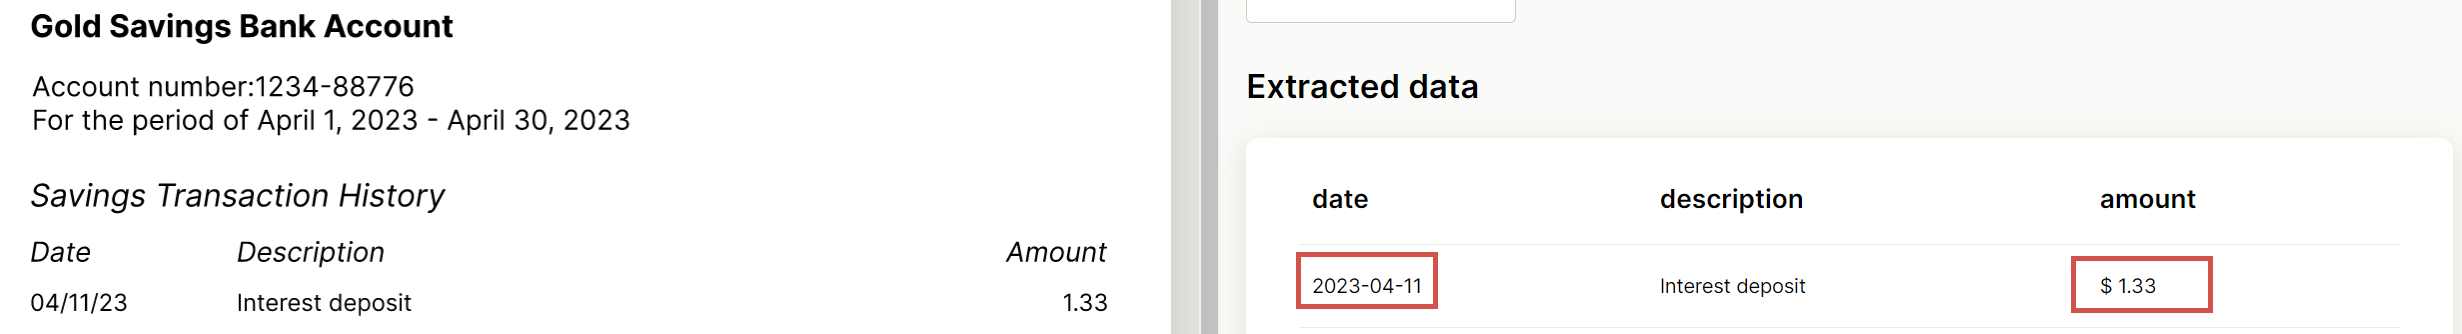 Gold Savings Bank Account
Account number:1234-88776
For the period of April 1, 2023 - April 30, 2023
Savings Transaction History
Date Description Amount
04/11/23 Interest deposit 1.33
Extracted data
date description amount
2023-04-11 Interest deposit $ 1.33